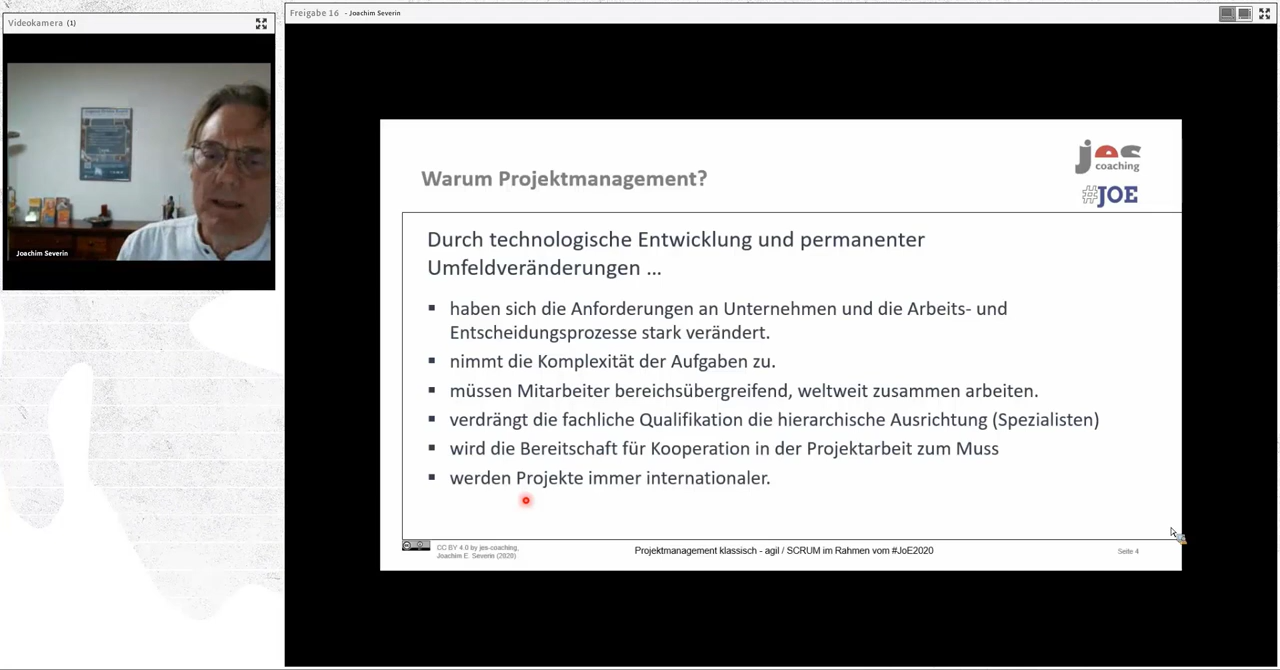 Videokamera (1)
Joachim Severin
Freigabe 16 - Joachim Severin
jes
coaching
#JOE
Warum Projektmanagement?
Durch technologische Entwicklung und permanenter
Umfeldveränderungen ...
haben sich die Anforderungen an Unternehmen und die Arbeits- und
Entscheidungsprozesse stark verändert.
nimmt die Komplexität der Aufgaben zu.
müssen Mitarbeiter bereichsübergreifend, weltweit zusammen arbeiten.
verdrängt die fachliche Qualifikation die hierarchische Ausrichtung (Spezialisten)
wird die Bereitschaft für Kooperation in der Projektarbeit zum Muss
werden Projekte immer internationaler.
CC BY 4.0 by jes-coaching,
Joachim E. Severin (2020)
Projektmanagement klassisch - agil / SCRUM im Rahmen vom #JoE2020
Seite 4